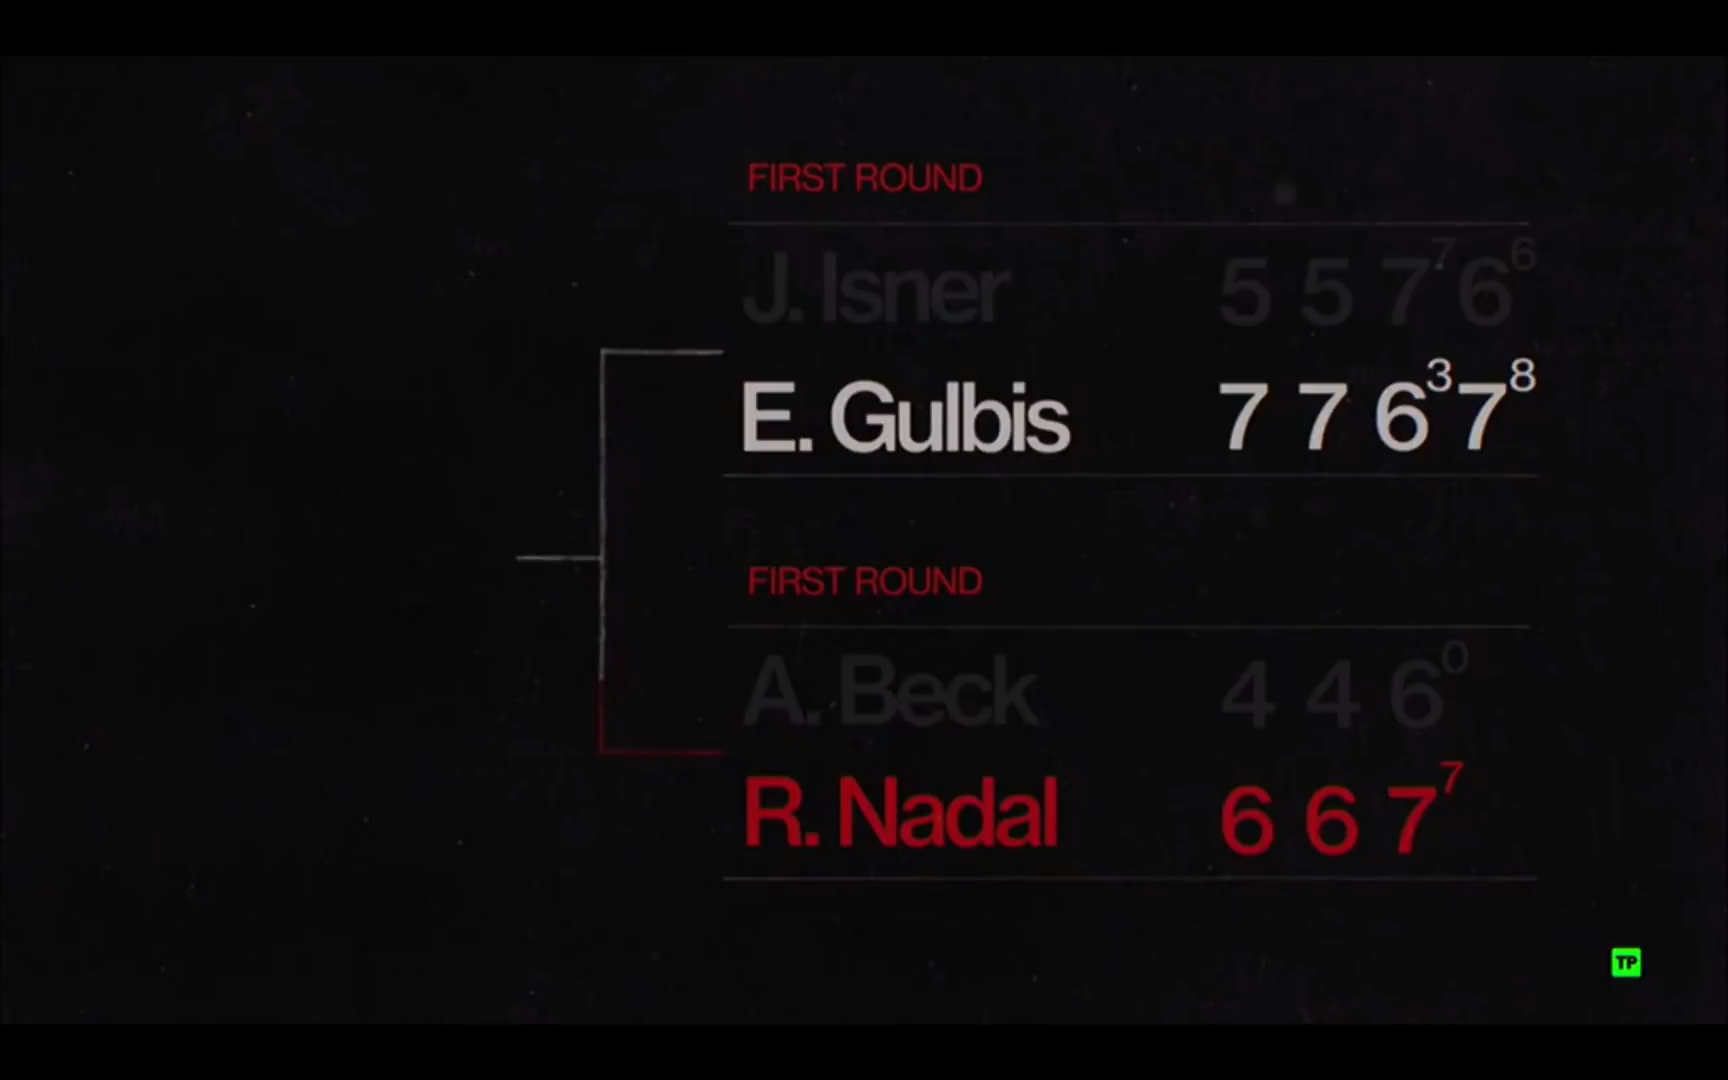 FIRST ROUND
J. Isner 5 5 7⁷ 6⁶
E. Gulbis 7 7 6³ 7⁸
FIRST ROUND
A. Beck 4 4 6⁰
R. Nadal 6 6 7⁷
TP